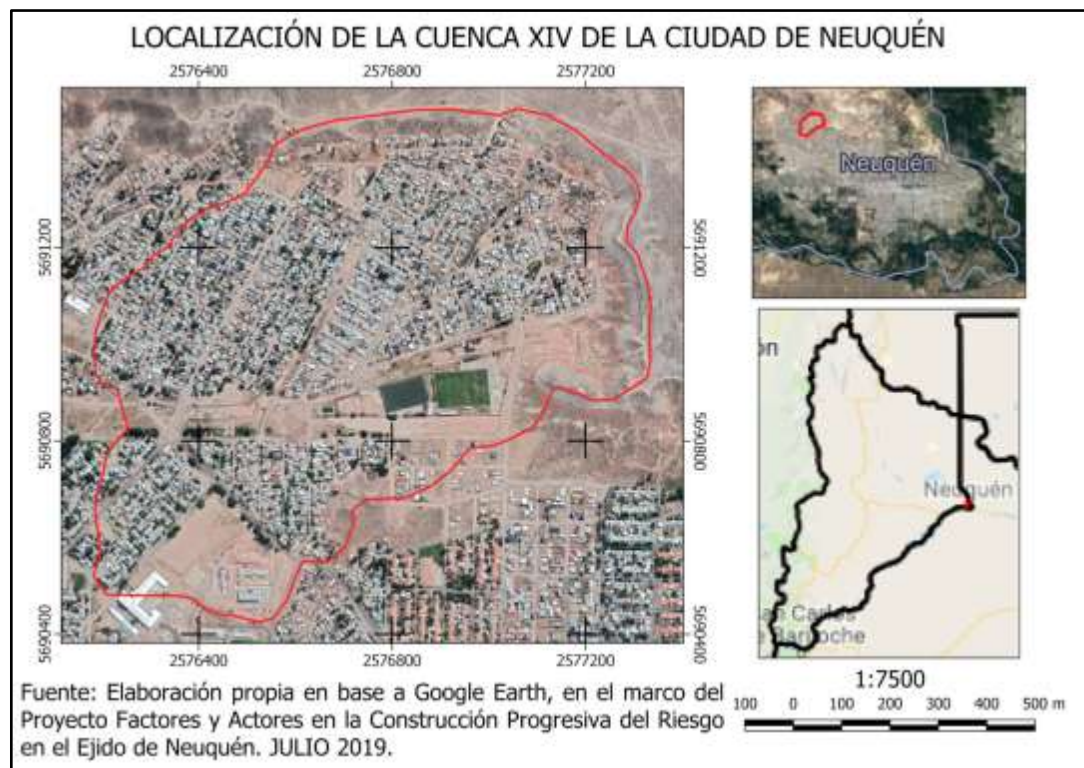 LOCALIZACIÓN DE LA CUENCA XIV DE LA CIUDAD DE NEUQUÉN
2576400 2576800 2577200
Neuquén
5691200 5691200
5690800 5690800
Neuquén
5690400 5690400
an Carlos
Bariloche
2576400 2576800 2577200
1:7500
100 0 100 200 300 400 500 m
Fuente: Elaboración propia en base a Google Earth, en el marco del
Proyecto Factores y Actores en la Construcción Progresiva del Riesgo
en el Ejido de Neuquén. JULIO 2019.